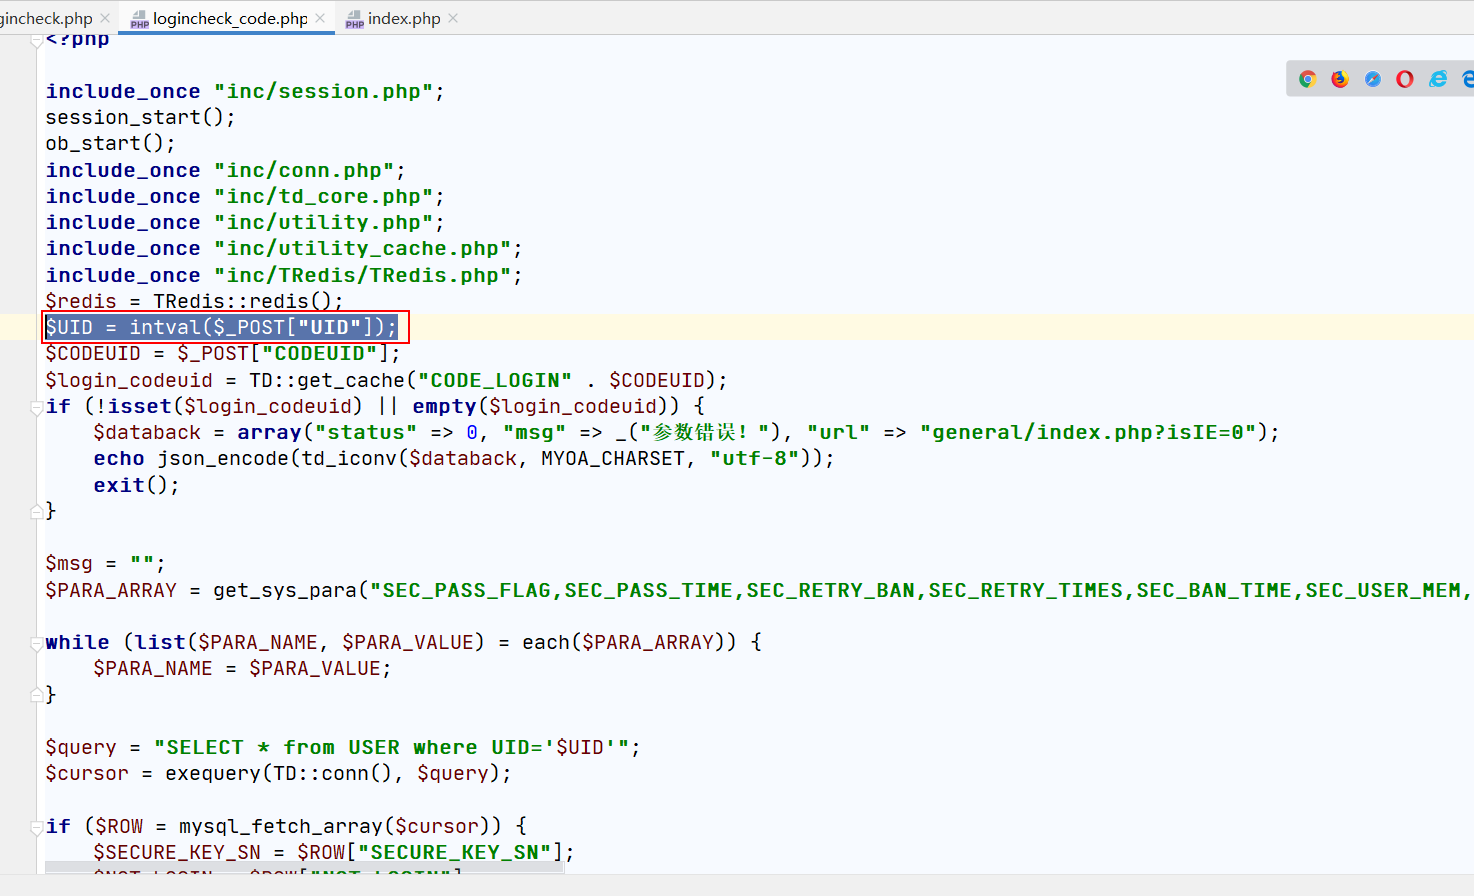 gincheck.php × PHP logincheck_code.php × PHP index.php ×
<?php
include_once "inc/session.php";
session_start();
ob_start();
include_once "inc/conn.php";
include_once "inc/td_core.php";
include_once "inc/utility.php";
include_once "inc/utility_cache.php";
include_once "inc/TRedis/TRedis.php";
$redis = TRedis::redis();
$UID = intval($_POST["UID"]);
$CODEUID = $_POST["CODEUID"];
$login_codeuid = TD::get_cache("CODE_LOGIN" . $CODEUID);
if (!isset($login_codeuid) || empty($login_codeuid)) {
    $databack = array("status" => 0, "msg" => _("参数错误！"), "url" => "general/index.php?isIE=0");
    echo json_encode(td_iconv($databack, MYOA_CHARSET, "utf-8"));
    exit();
}
$msg = "";
$PARA_ARRAY = get_sys_para("SEC_PASS_FLAG,SEC_PASS_TIME,SEC_RETRY_BAN,SEC_RETRY_TIMES,SEC_BAN_TIME,SEC_USER_MEM,
while (list($PARA_NAME, $PARA_VALUE) = each($PARA_ARRAY)) {
    $PARA_NAME = $PARA_VALUE;
}
$query = "SELECT * from USER where UID='$UID'";
$cursor = exequery(TD::conn(), $query);
if ($ROW = mysql_fetch_array($cursor)) {
    $SECURE_KEY_SN = $ROW["SECURE_KEY_SN"];
    $NOT_LOGIN = $ROW["NOT_LOGIN"]